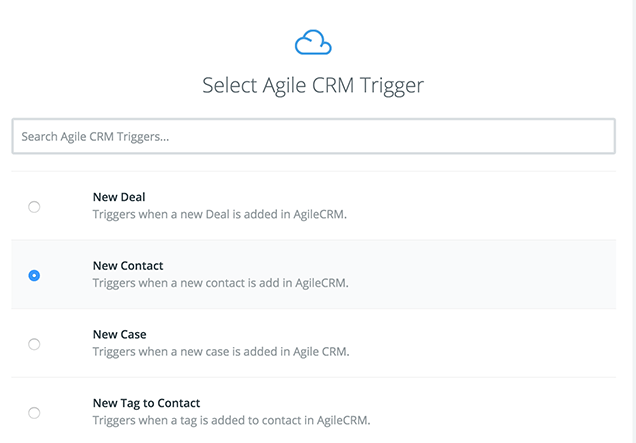 Select Agile CRM Trigger
Search Agile CRM Triggers...
New Deal
Triggers when a new Deal is added in AgileCRM.
New Contact
Triggers when a new contact is add in AgileCRM.
New Case
Triggers when a new case is added in Agile CRM.
New Tag to Contact
Triggers when a tag is added to contact in AgileCRM.